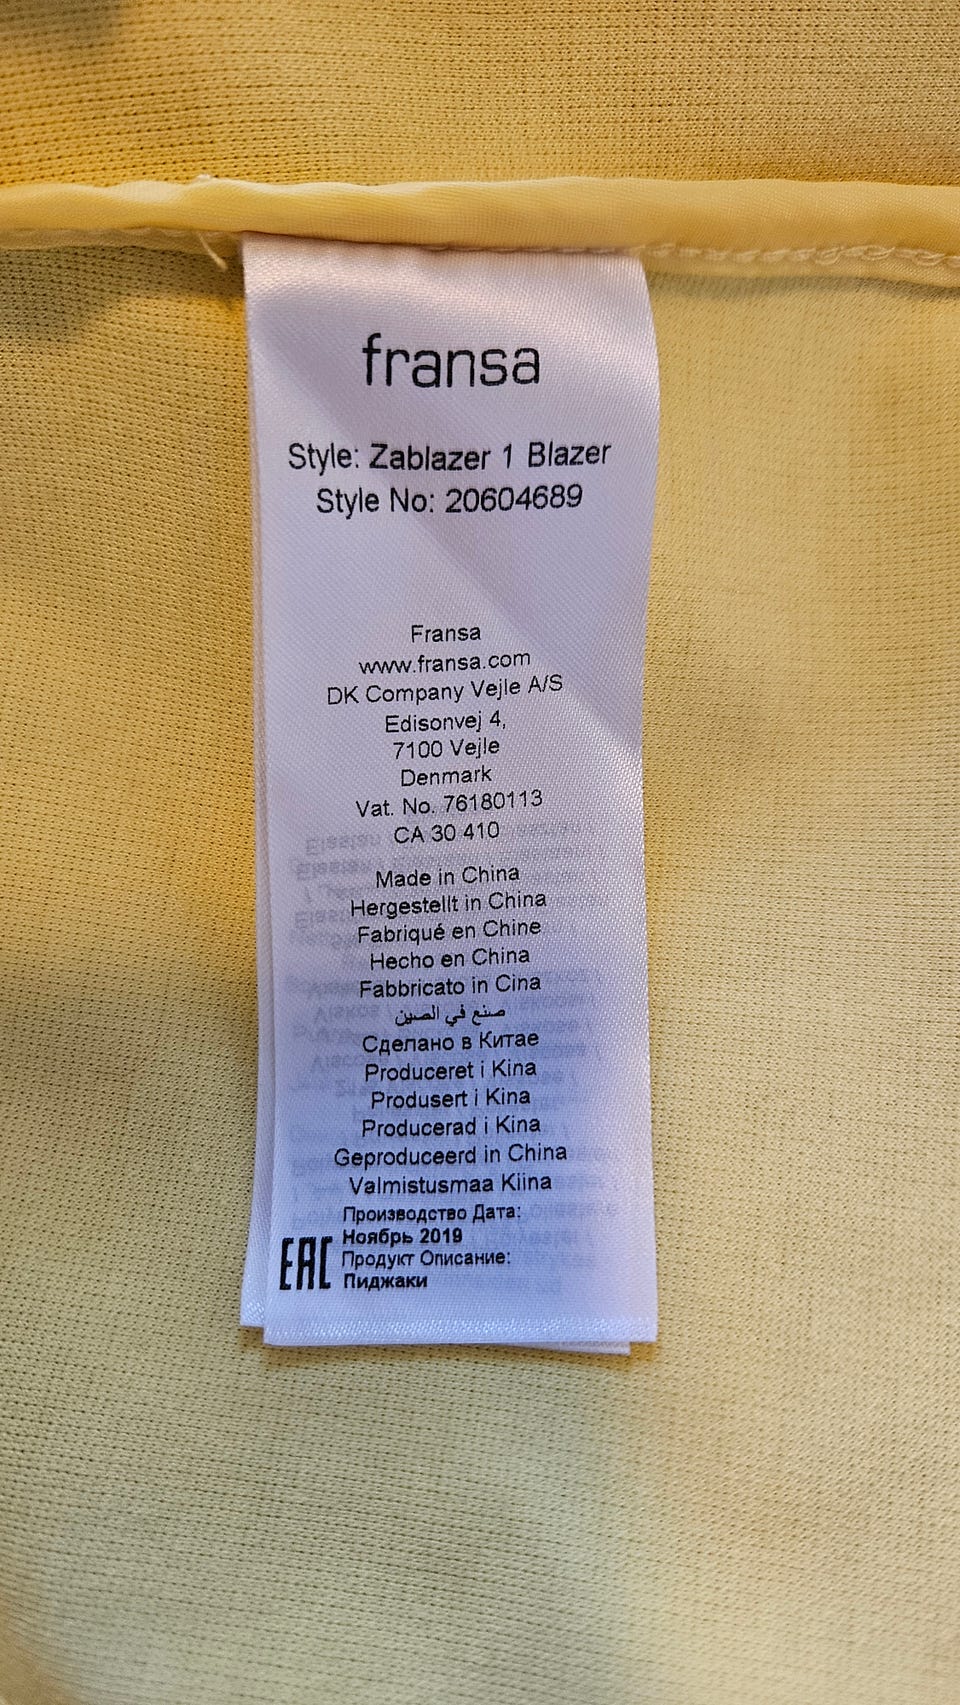 fransa
Style: Zablazer 1 Blazer
Style No: 20604689
Fransa
www.fransa.com
DK Company Vejle A/S
Edisonvej 4,
7100 Vejle
Denmark
Vat. No. 76180113
CA 30 410
Made in China
Hergestellt in China
Fabriqué en Chine
Hecho en China
Fabbricato in Cina
صنع في الصين
Сделано в Китае
Produceret i Kina
Produsert i Kina
Producerad i Kina
Geproduceerd in China
Valmistusmaa Kiina
Производство Дата:
Ноябрь 2019
Продукт Описание:
Пиджаки
EAC